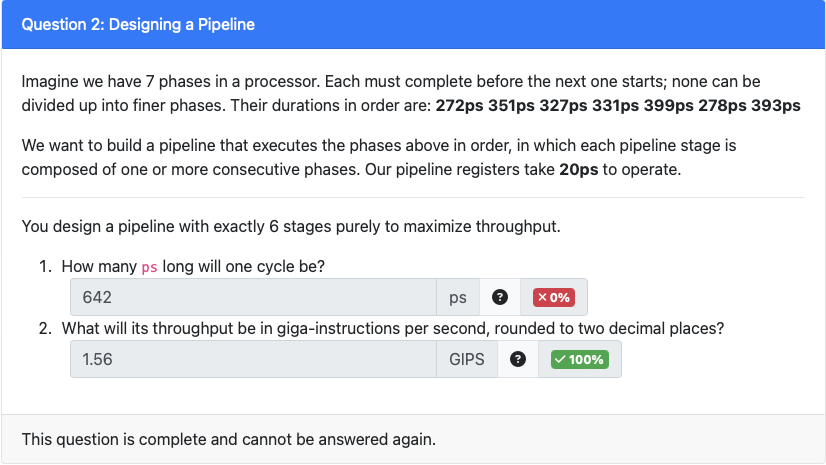 Question 2: Designing a Pipeline
Imagine we have 7 phases in a processor. Each must complete before the next one starts; none can be
divided up into finer phases. Their durations in order are: 272ps 351ps 327ps 331ps 399ps 278ps 393ps
We want to build a pipeline that executes the phases above in order, in which each pipeline stage is
composed of one or more consecutive phases. Our pipeline registers take 20ps to operate.
You design a pipeline with exactly 6 stages purely to maximize throughput.
1. How many ps long will one cycle be?
642 ps ? × 0%
2. What will its throughput be in giga-instructions per second, rounded to two decimal places?
1.56 GIPS ? ✓ 100%
This question is complete and cannot be answered again.